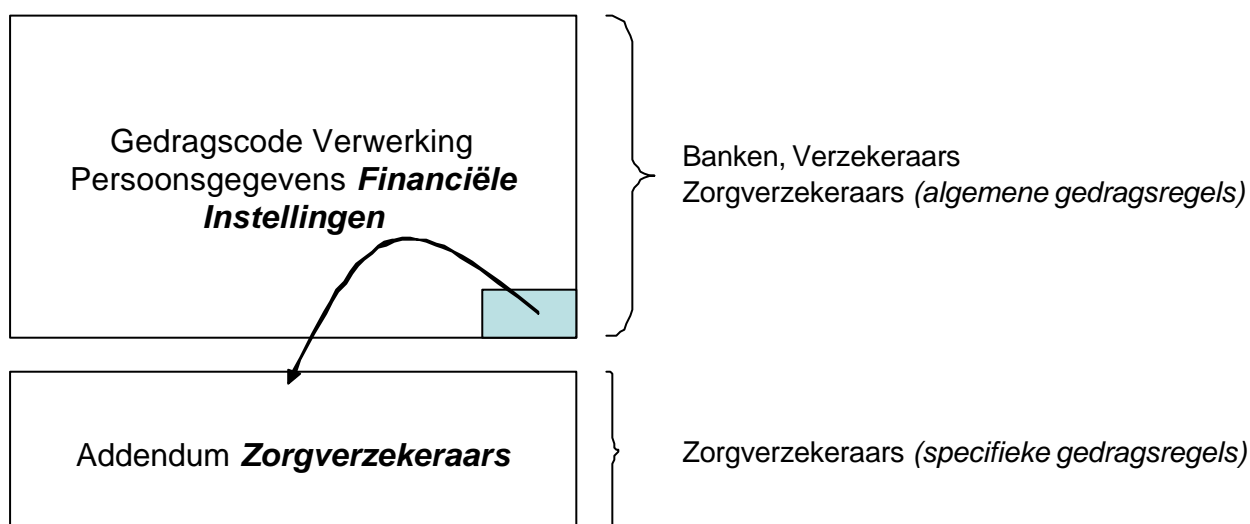 Gedragscode Verwerking
Persoonsgegevens Financiële
Instellingen
Banken, Verzekeraars
Zorgverzekeraars (algemene gedragsregels)
Addendum Zorgverzekeraars
Zorgverzekeraars (specifieke gedragsregels)